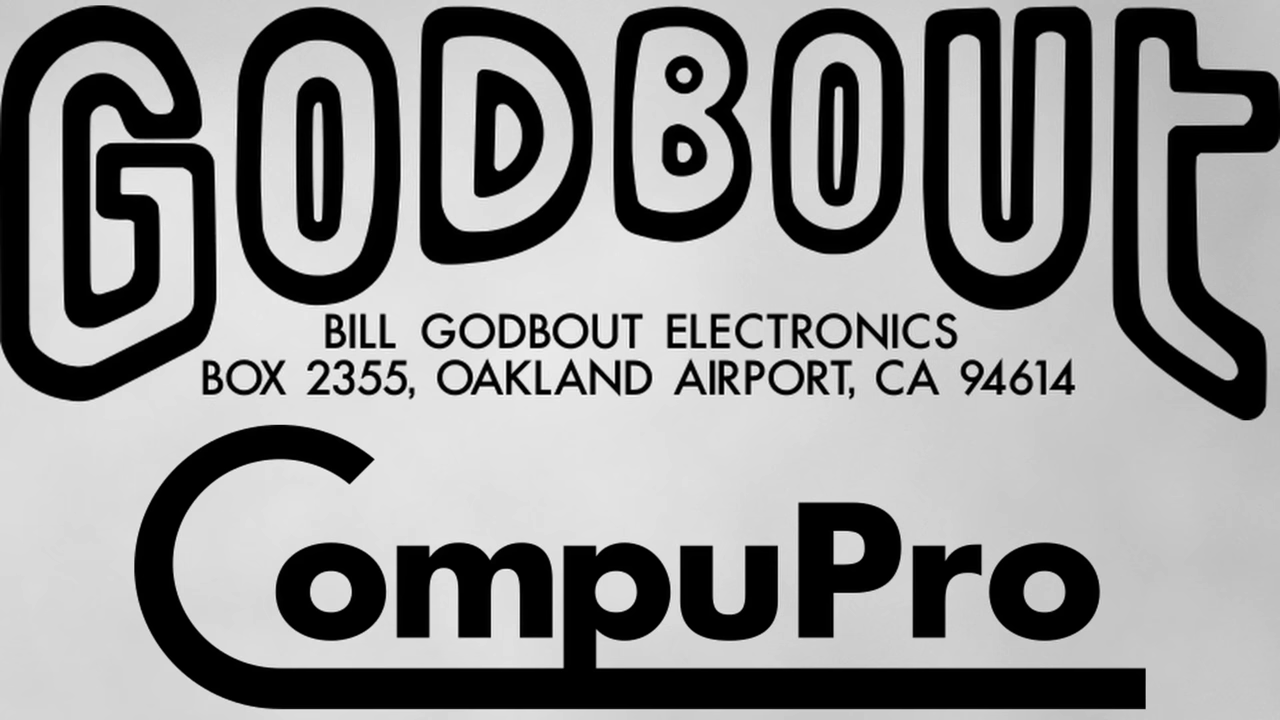 GODBOUt
BILL GODBOUT ELECTRONICS
BOX 2355, OAKLAND AIRPORT, CA 94614
CompuPro